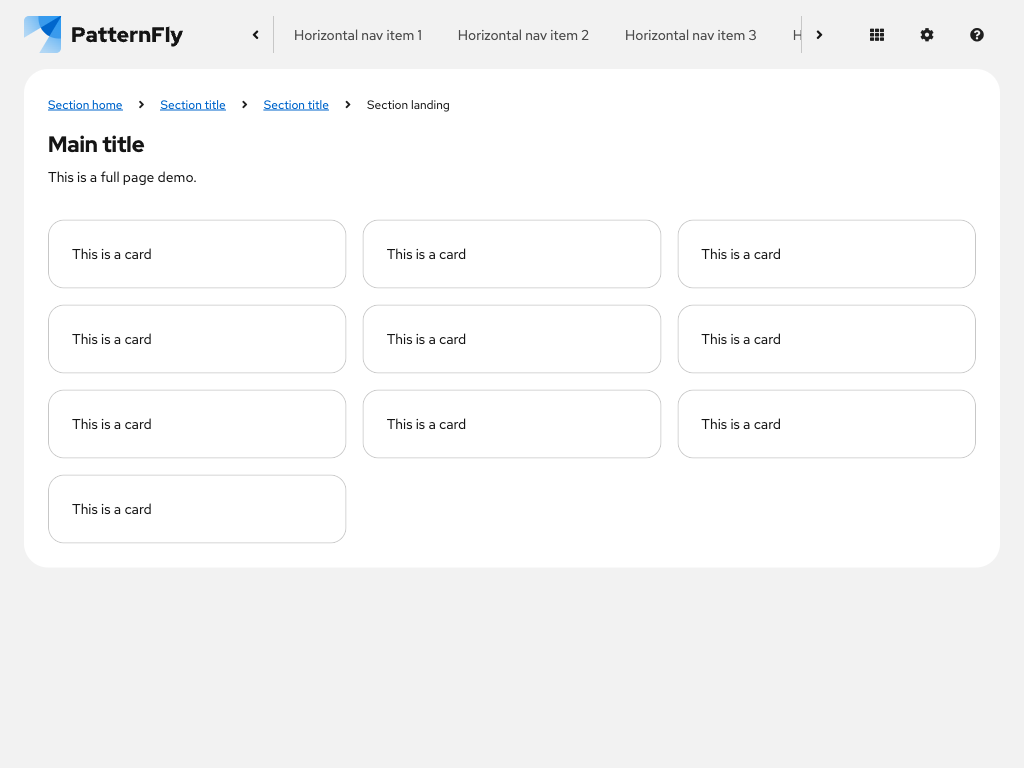 PatternFly Horizontal nav item 1 Horizontal nav item 2 Horizontal nav item 3 H
Section home Section title Section title Section landing
Main title
This is a full page demo.
This is a card This is a card This is a card
This is a card This is a card This is a card
This is a card This is a card This is a card
This is a card